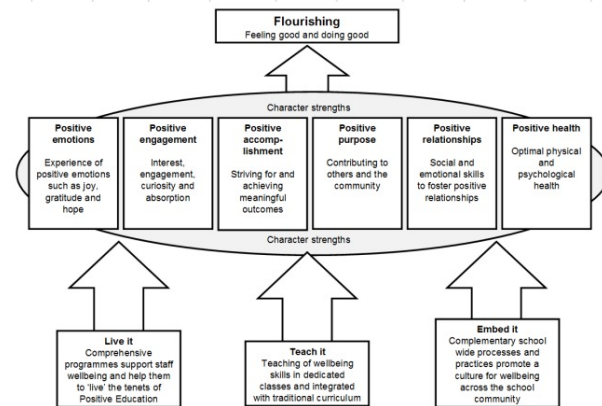 Flourishing
Feeling good and doing good
Character strengths
Positive
emotions
Experience of
positive emotions
such as joy,
gratitude and
hope
Positive
engagement
Interest,
engagement,
curiosity and
absorption
Positive
accomp-
lishment
Striving for and
achieving
meaningful
outcomes
Positive
purpose
Contributing to
others and the
community
Positive
relationships
Social and
emotional skills
to foster positive
relationships
Positive health
Optimal physical
and
psychological
health
Character strengths
Live it
Comprehensive
programmes support staff
wellbeing and help them
to 'live' the tenets of
Positive Education
Teach it
Teaching of wellbeing
skills in dedicated
classes and integrated
with traditional curriculum
Embed it
Complementary school
wide processes and
practices promote a
culture for wellbeing
across the school
community